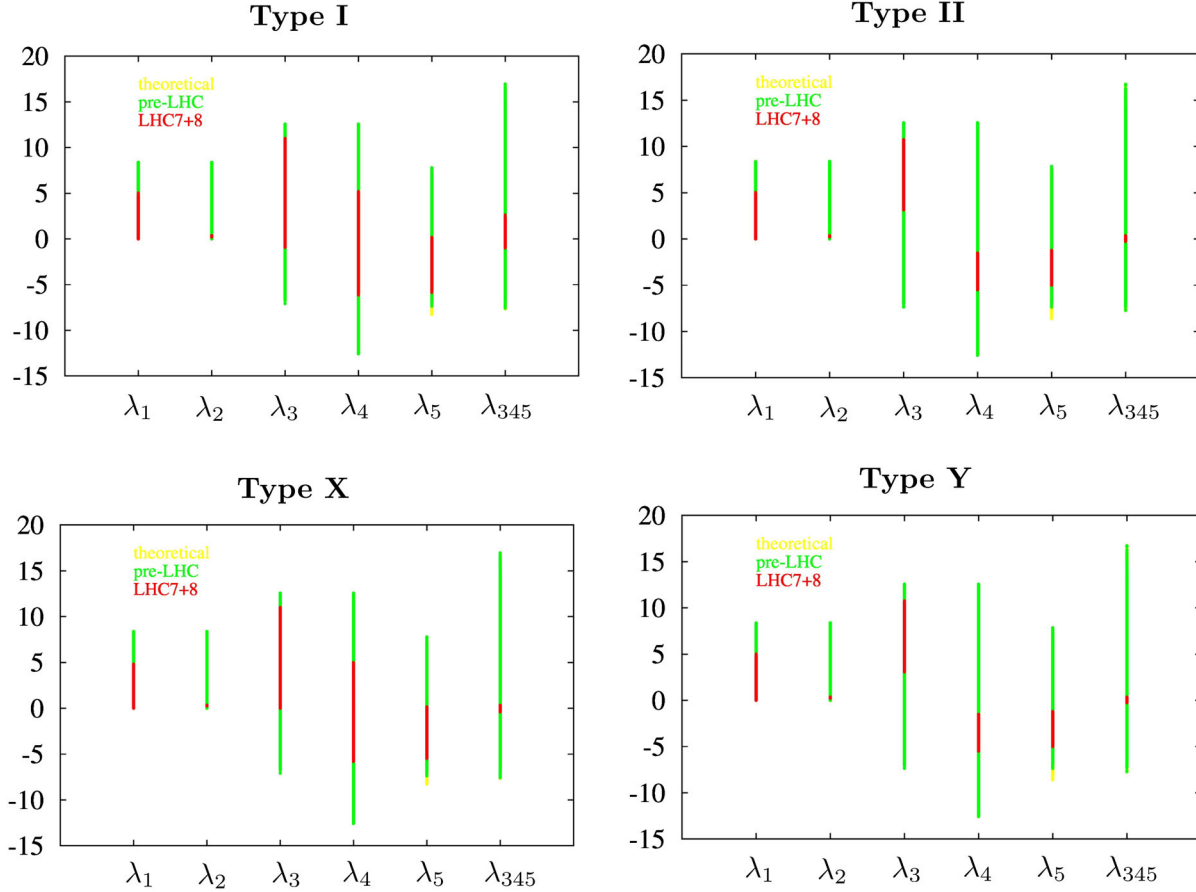 Type I
20
15
10
5
0
-5
-10
-15
theoretical
pre-LHC
LHC7+8
λ1 λ2 λ3 λ4 λ5 λ345
Type II
20
15
10
5
0
-5
-10
-15
theoretical
pre-LHC
LHC7+8
λ1 λ2 λ3 λ4 λ5 λ345
Type X
20
15
10
5
0
-5
-10
-15
theoretical
pre-LHC
LHC7+8
λ1 λ2 λ3 λ4 λ5 λ345
Type Y
20
15
10
5
0
-5
-10
-15
theoretical
pre-LHC
LHC7+8
λ1 λ2 λ3 λ4 λ5 λ345